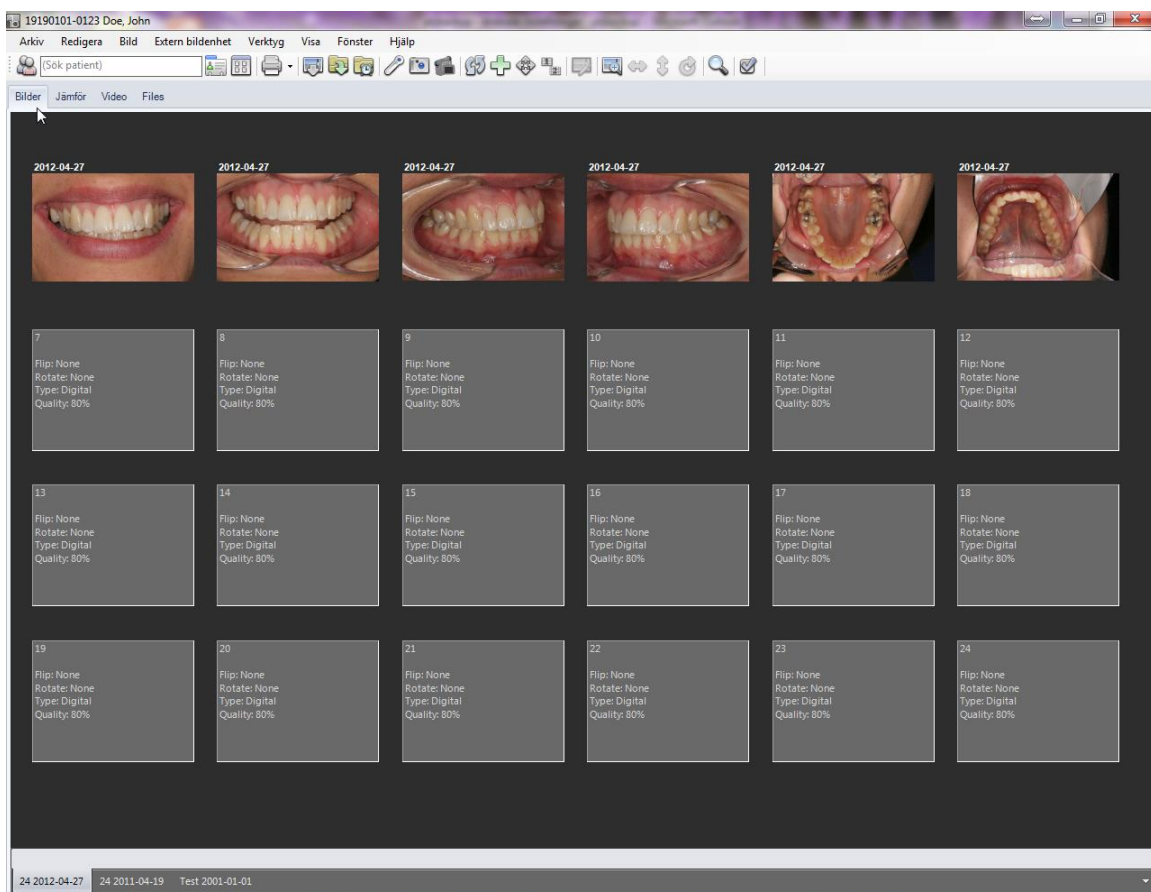 19190101-0123 Doe, John
Arkiv Redigera Bild Extern bildenhet Verktyg Visa Fönster Hjälp
(Sök patient)
Bilder Jämför Video Files
2012-04-27 2012-04-27 2012-04-27 2012-04-27 2012-04-27 2012-04-27
7 8 9 10 11 12
Flip: None Flip: None Flip: None Flip: None Flip: None Flip: None
Rotate: None Rotate: None Rotate: None Rotate: None Rotate: None Rotate: None
Type: Digital Type: Digital Type: Digital Type: Digital Type: Digital Type: Digital
Quality: 80% Quality: 80% Quality: 80% Quality: 80% Quality: 80% Quality: 80%
13 14 15 16 17 18
Flip: None Flip: None Flip: None Flip: None Flip: None Flip: None
Rotate: None Rotate: None Rotate: None Rotate: None Rotate: None Rotate: None
Type: Digital Type: Digital Type: Digital Type: Digital Type: Digital Type: Digital
Quality: 80% Quality: 80% Quality: 80% Quality: 80% Quality: 80% Quality: 80%
19 20 21 22 23 24
Flip: None Flip: None Flip: None Flip: None Flip: None Flip: None
Rotate: None Rotate: None Rotate: None Rotate: None Rotate: None Rotate: None
Type: Digital Type: Digital Type: Digital Type: Digital Type: Digital Type: Digital
Quality: 80% Quality: 80% Quality: 80% Quality: 80% Quality: 80% Quality: 80%
24 2012-04-27 24 2011-04-19 Test 2001-01-01